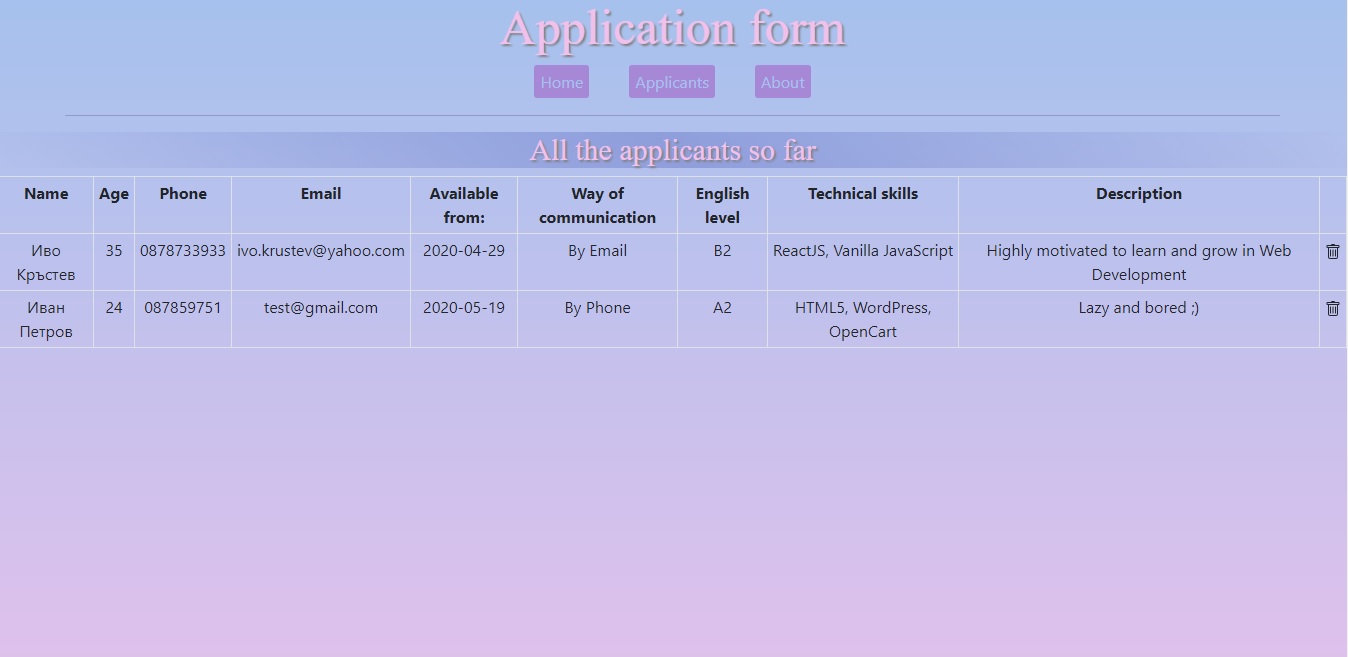 Application form
Home Applicants About
All the applicants so far
Name Age Phone Email Available from: Way of communication English level Technical skills Description
Иво Кръстев 35 0878733933 ivo.krustev@yahoo.com 2020-04-29 By Email B2 ReactJS, Vanilla JavaScript Highly motivated to learn and grow in Web Development
Иван Петров 24 087859751 test@gmail.com 2020-05-19 By Phone A2 HTML5, WordPress, OpenCart Lazy and bored ;)